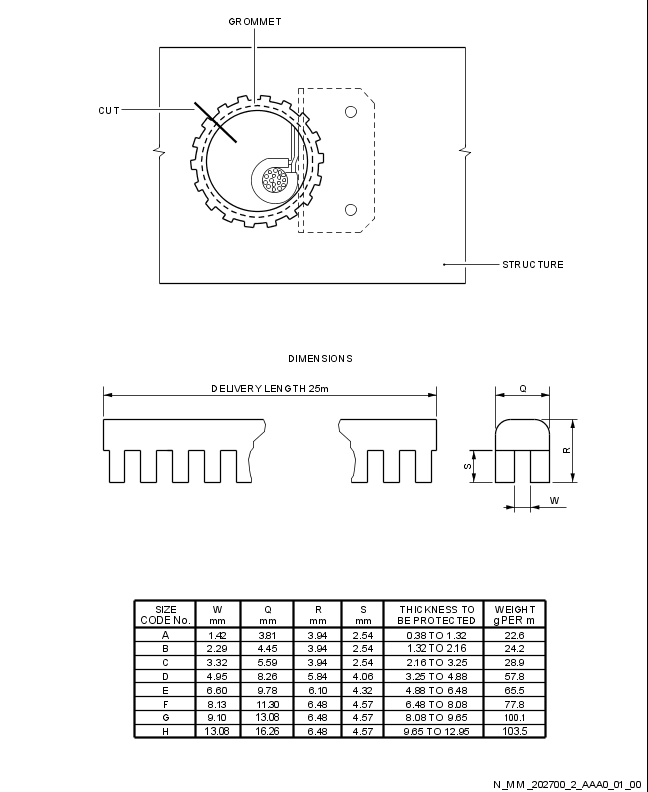 GROMMET
CUT
STRUCTURE
DIMENSIONS
DELIVERY LENGTH 25m
Q
R
S
W
SIZE CODE No. W mm Q mm R mm S mm THICKNESS TO BE PROTECTED WEIGHT gPER m
A 1.42 3.81 3.94 2.54 0.38 TO 1.32 22.6
B 2.29 4.45 3.94 2.54 1.32 TO 2.16 24.2
C 3.32 5.59 3.94 2.54 2.16 TO 3.25 28.9
D 4.95 8.26 5.84 4.06 3.25 TO 4.88 57.8
E 6.60 9.78 6.10 4.32 4.88 TO 6.48 65.5
F 8.13 11.30 6.48 4.57 6.48 TO 8.08 77.8
G 9.10 13.08 6.48 4.57 8.08 TO 9.65 100.1
H 13.08 16.26 6.48 4.57 9.65 TO 12.95 103.5
N_MM_202700_2_AAA0_01_00